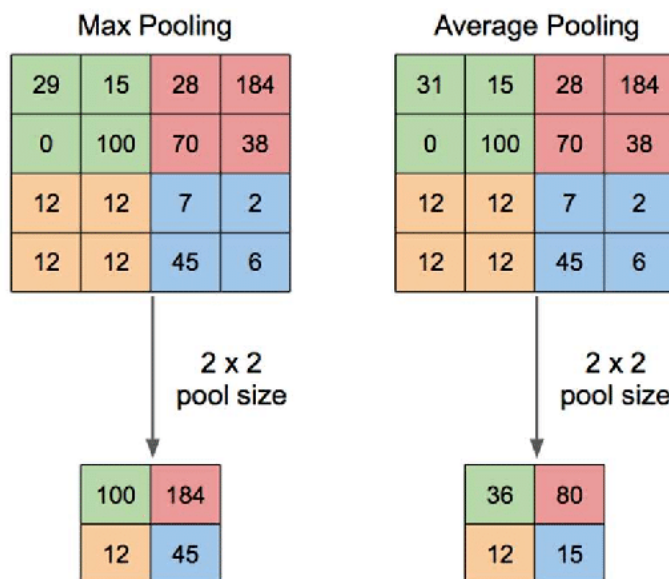 Max Pooling
29 15 28 184
0 100 70 38
12 12 7 2
12 12 45 6
2 x 2
pool size
100 184
12 45
Average Pooling
31 15 28 184
0 100 70 38
12 12 7 2
12 12 45 6
2 x 2
pool size
36 80
12 15